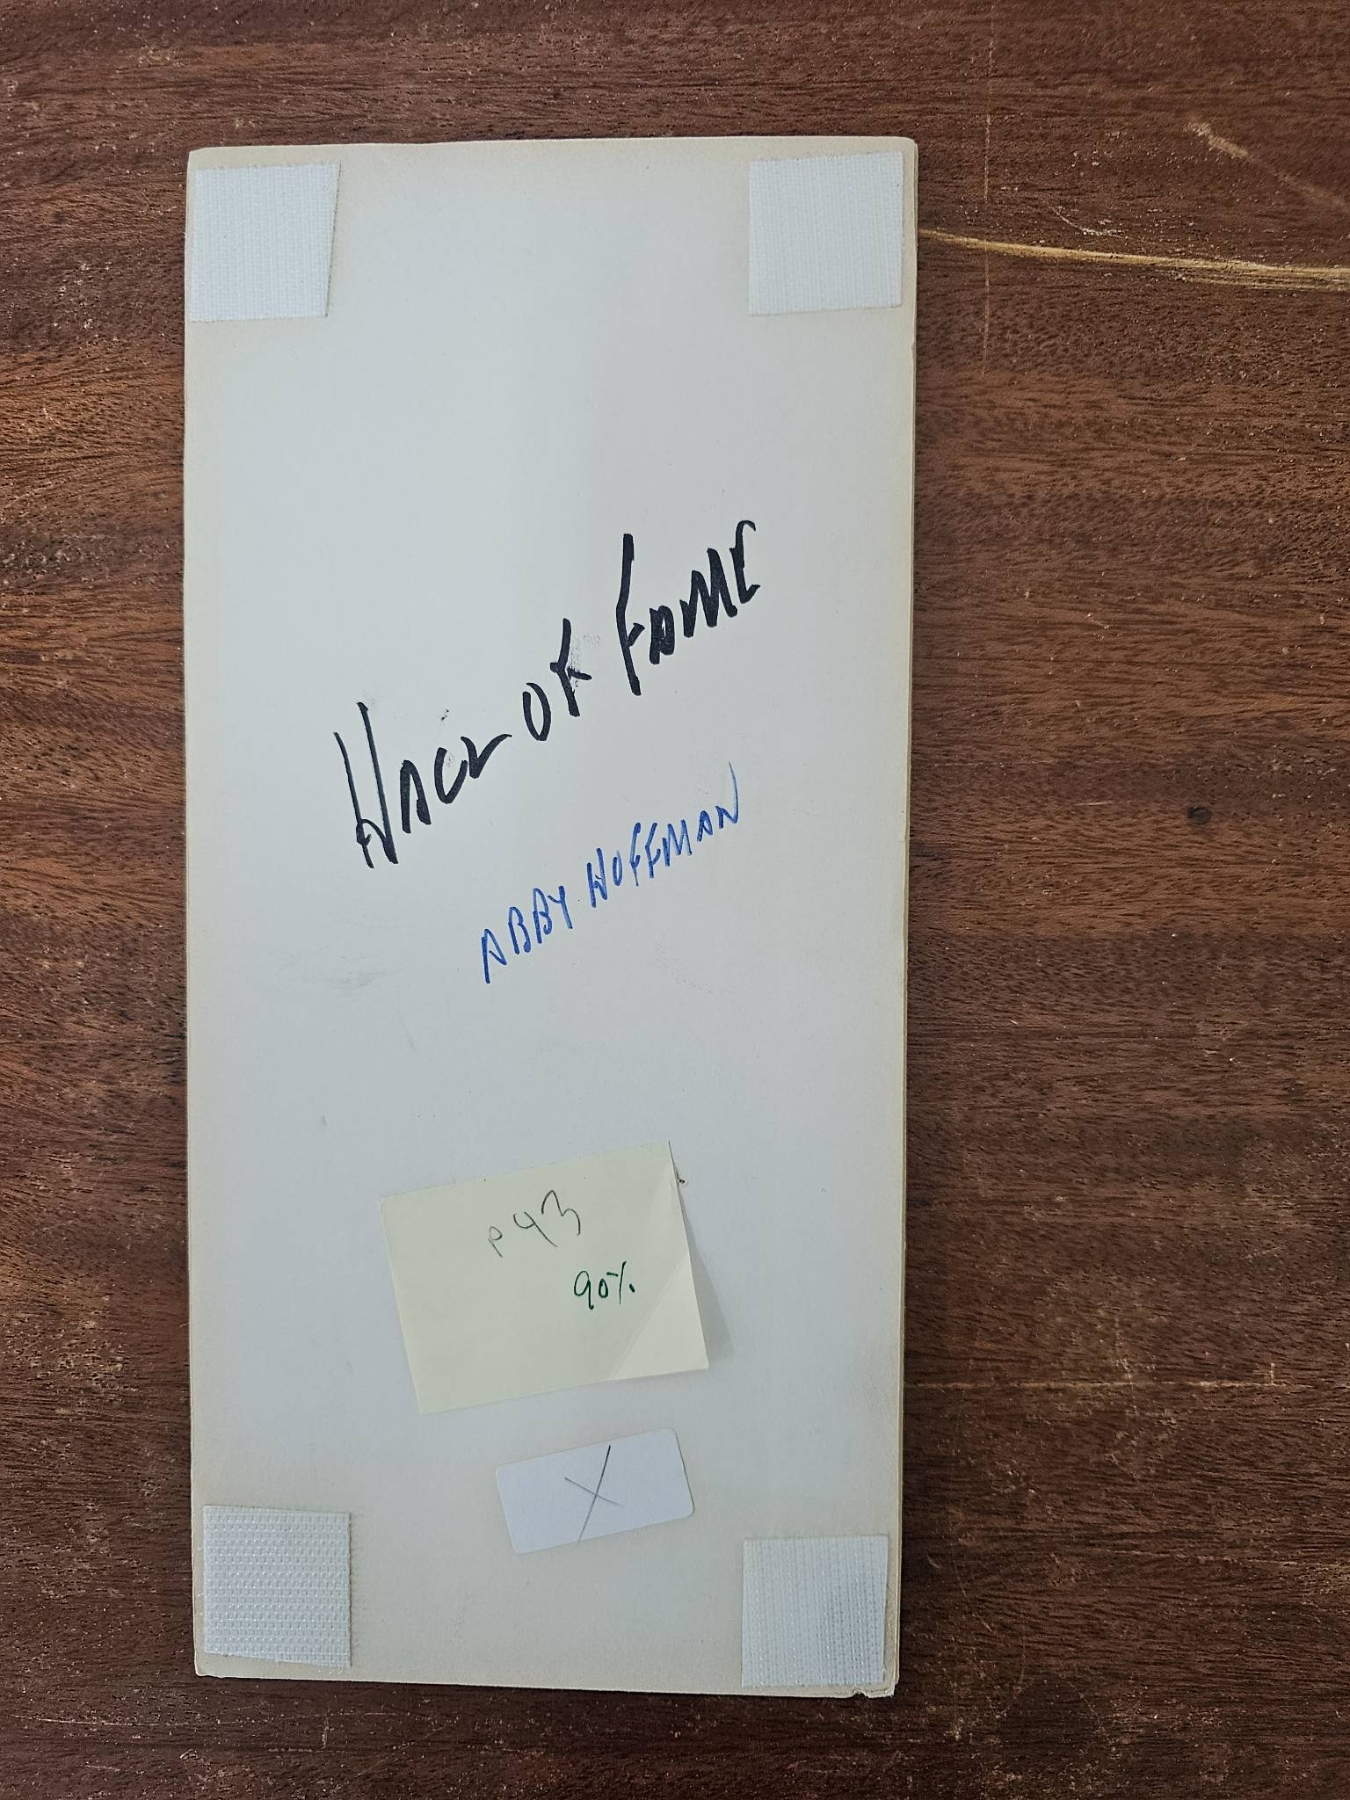 HALL OF FAME
ABBY HOFFMAN
P43
90%
X